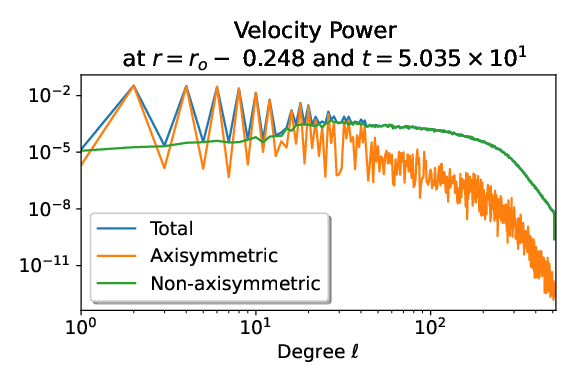 Velocity Power
at r = r_o − 0.248 and t = 5.035 × 10^1
10^−2
10^−5
10^−8
10^−11
Total
Axisymmetric
Non-axisymmetric
10^0 10^1 10^2
Degree ℓ